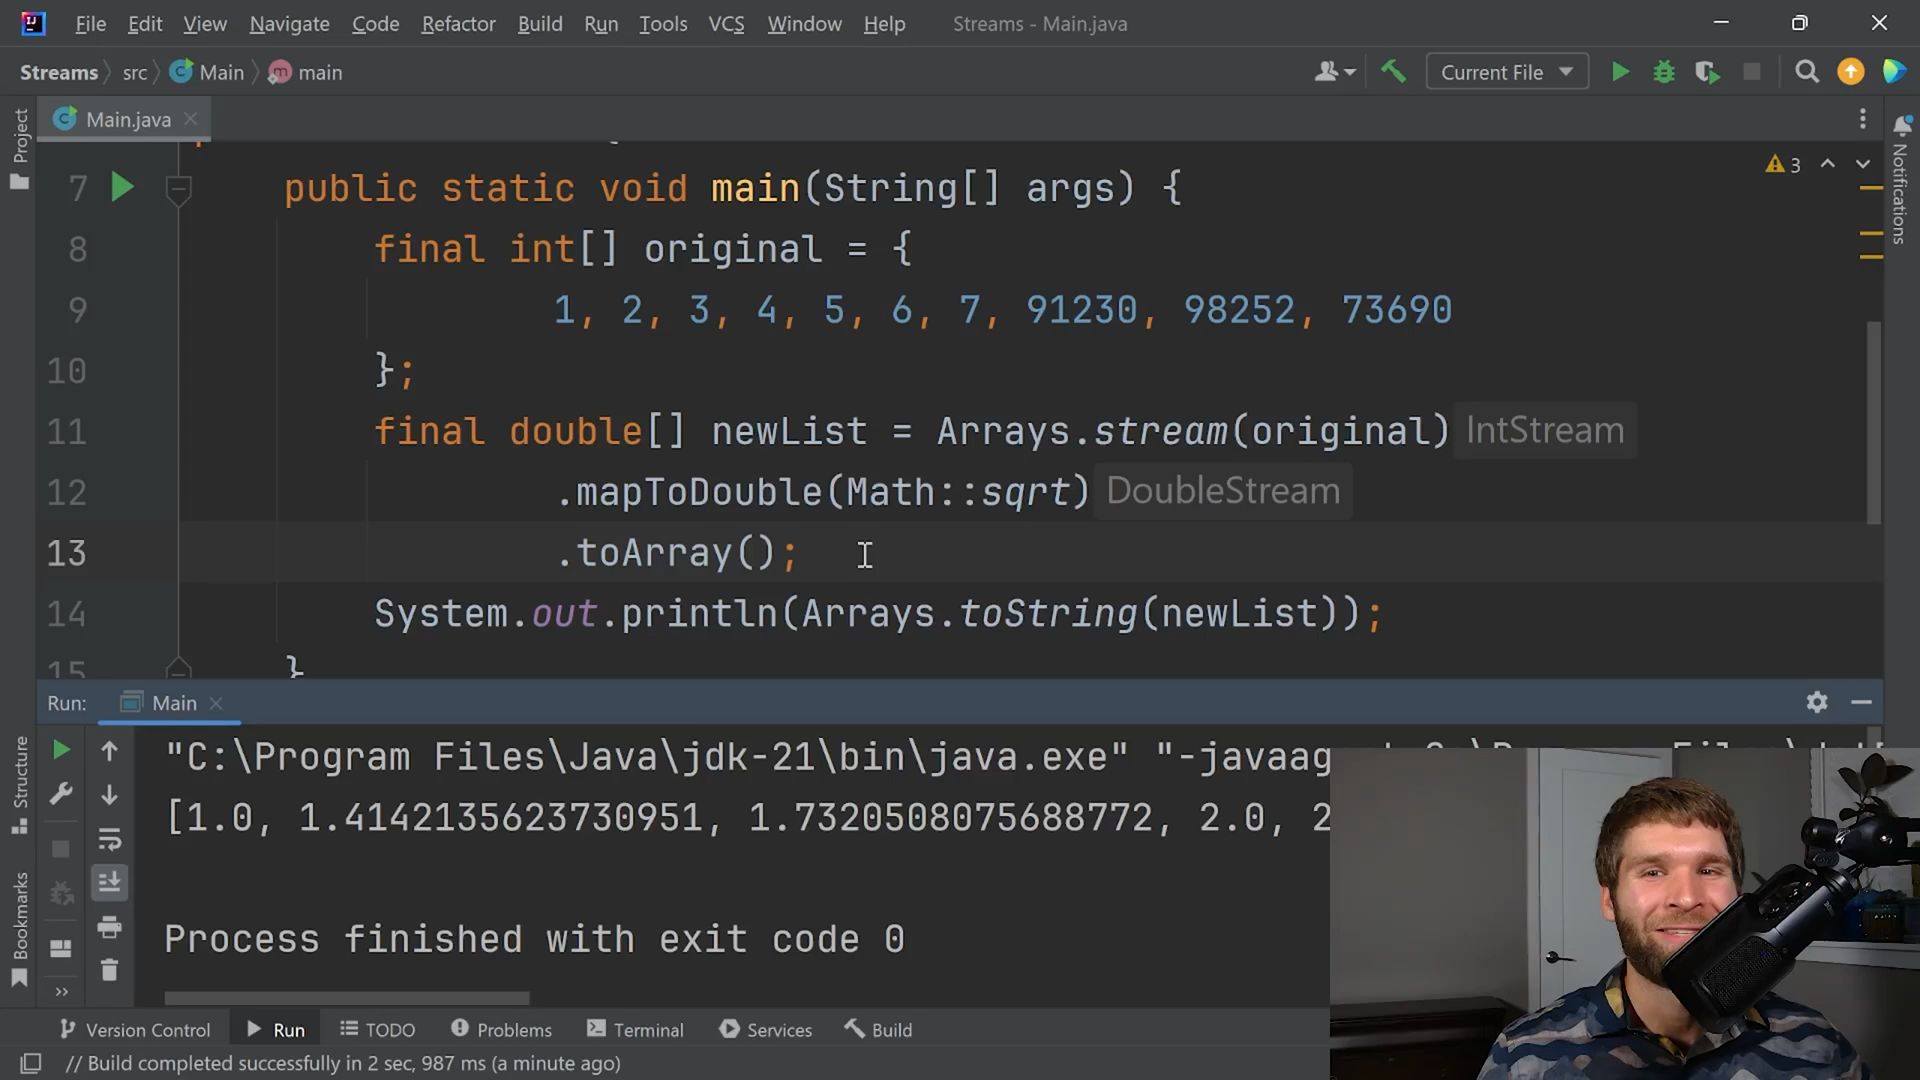 File Edit View Navigate Code Refactor Build Run Tools VCS Window Help Streams - Main.java
Streams src Main main Current File
Project
Main.java
Notifications
3
7 public static void main(String[] args) {
8 final int[] original = {
9 1, 2, 3, 4, 5, 6, 7, 91230, 98252, 73690
10 };
11 final double[] newList = Arrays.stream(original) IntStream
12 .mapToDouble(Math::sqrt) DoubleStream
13 .toArray();
14 System.out.println(Arrays.toString(newList));
15 }
Run: Main
Structure
Bookmarks
"C:\Program Files\Java\jdk-21\bin\java.exe" "-javaag
[1.0, 1.4142135623730951, 1.7320508075688772, 2.0, 2
Process finished with exit code 0
Version Control Run TODO Problems Terminal Services Build
// Build completed successfully in 2 sec, 987 ms (a minute ago)